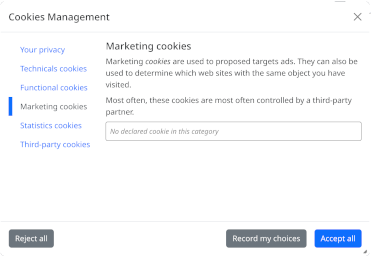 Cookies Management
Your privacy
Technicals cookies
Functional cookies
Marketing cookies
Statistics cookies
Third-party cookies
Marketing cookies
Marketing cookies are used to proposed targets ads. They can also be
used to determine which web sites with the same object you have
visited.
Most often, these cookies are most often controlled by a third-party
partner.
No declared cookie in this category
Reject all
Record my choices
Accept all